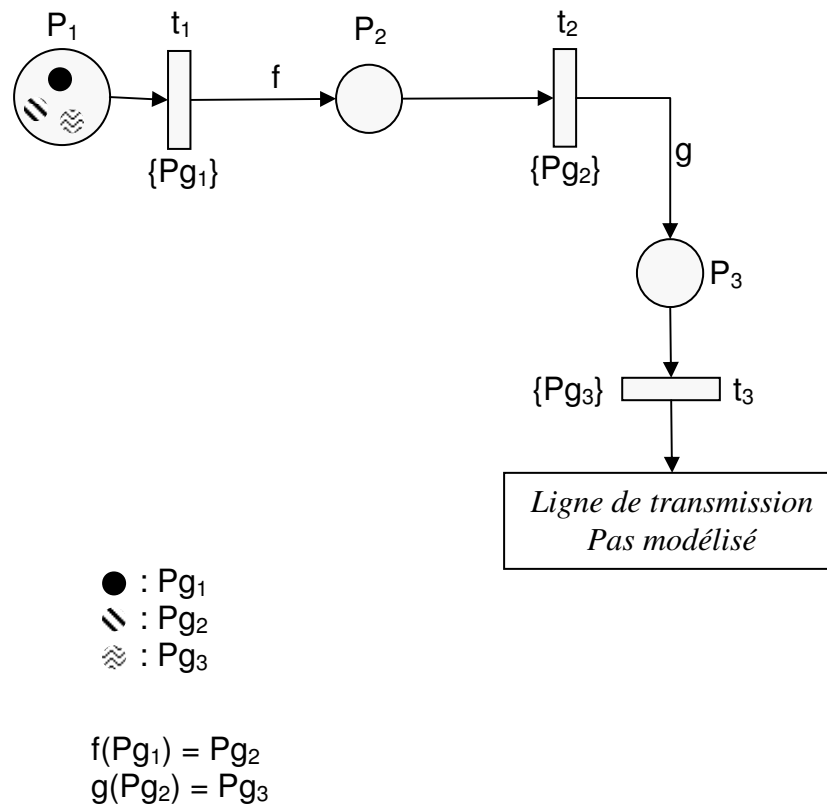 P₁ t₁ P₂ t₂
f
{Pg₁} {Pg₂}
g
P₃
{Pg₃} t₃
Ligne de transmission
Pas modélisé
: Pg₁
: Pg₂
: Pg₃
f(Pg₁) = Pg₂
g(Pg₂) = Pg₃